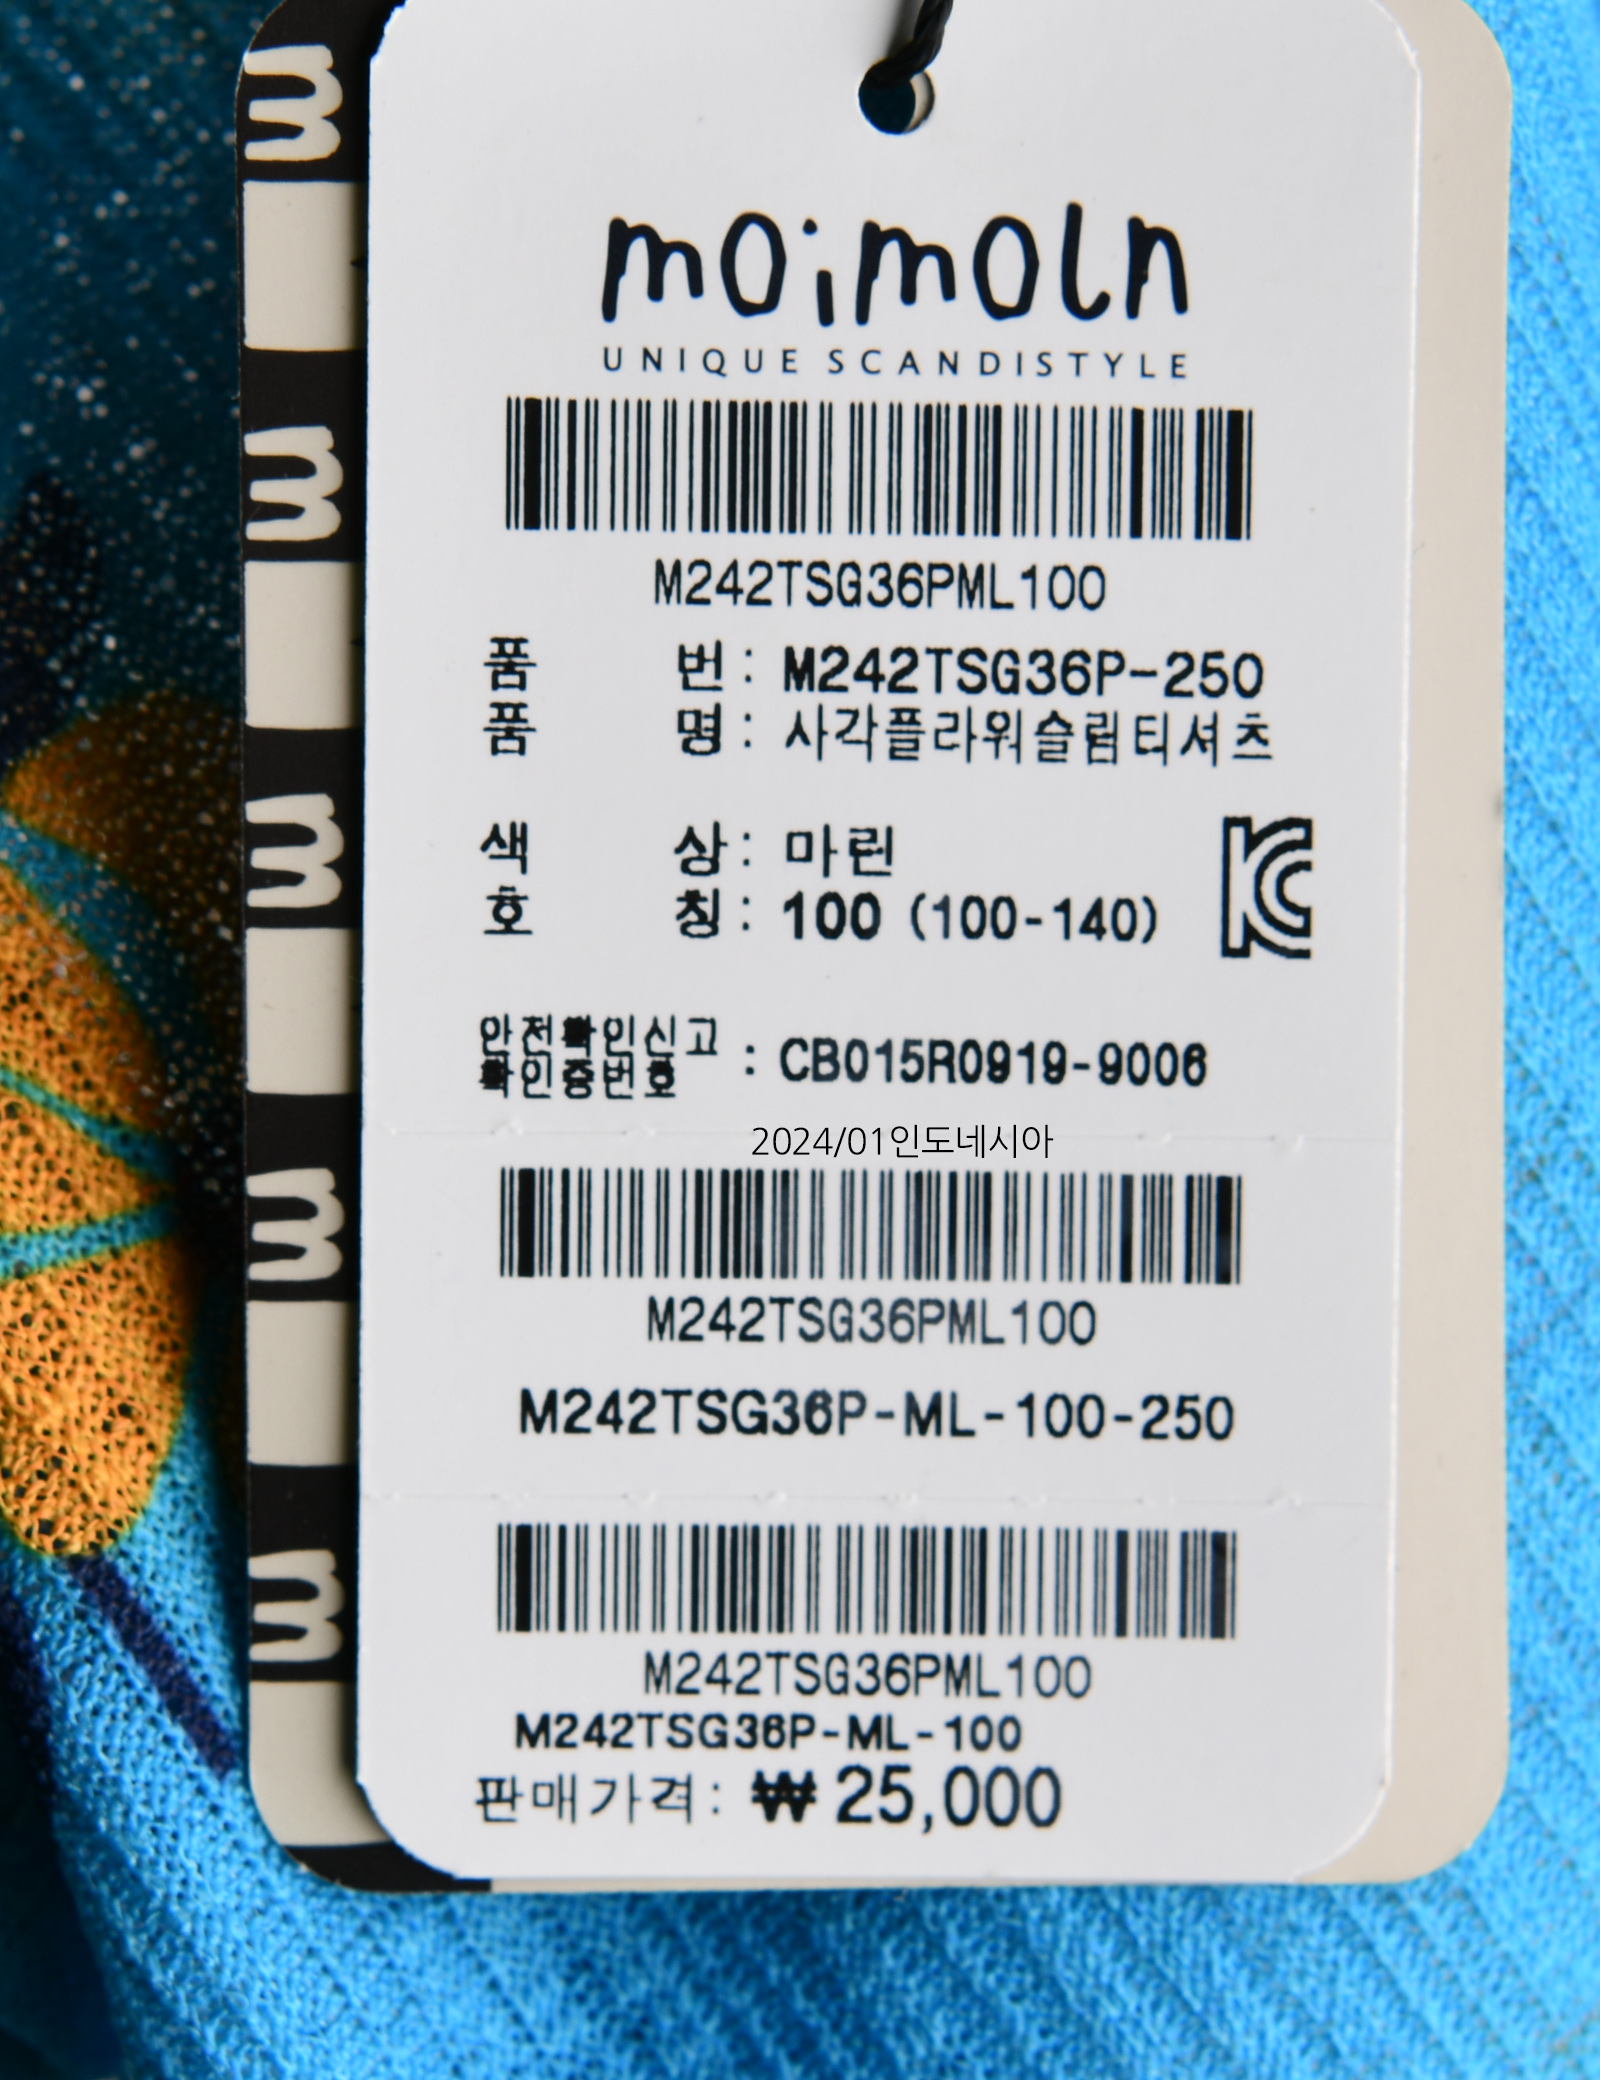 moimoln
UNIQUE SCANDISTYLE
M242TSG36PML100
품 번 : M242TSG36P-250
품 명 : 사각플라워슬림티셔츠
색 상 : 마린
호 칭 : 100 (100-140)
안전확인신고
확인증번호 : CB015R0919-9006
2024/01인도네시아
M242TSG36PML100
M242TSG36P-ML-100-250
M242TSG36PML100
M242TSG36P-ML-100
판매가격 : ₩ 25,000
m
m
m
m
m